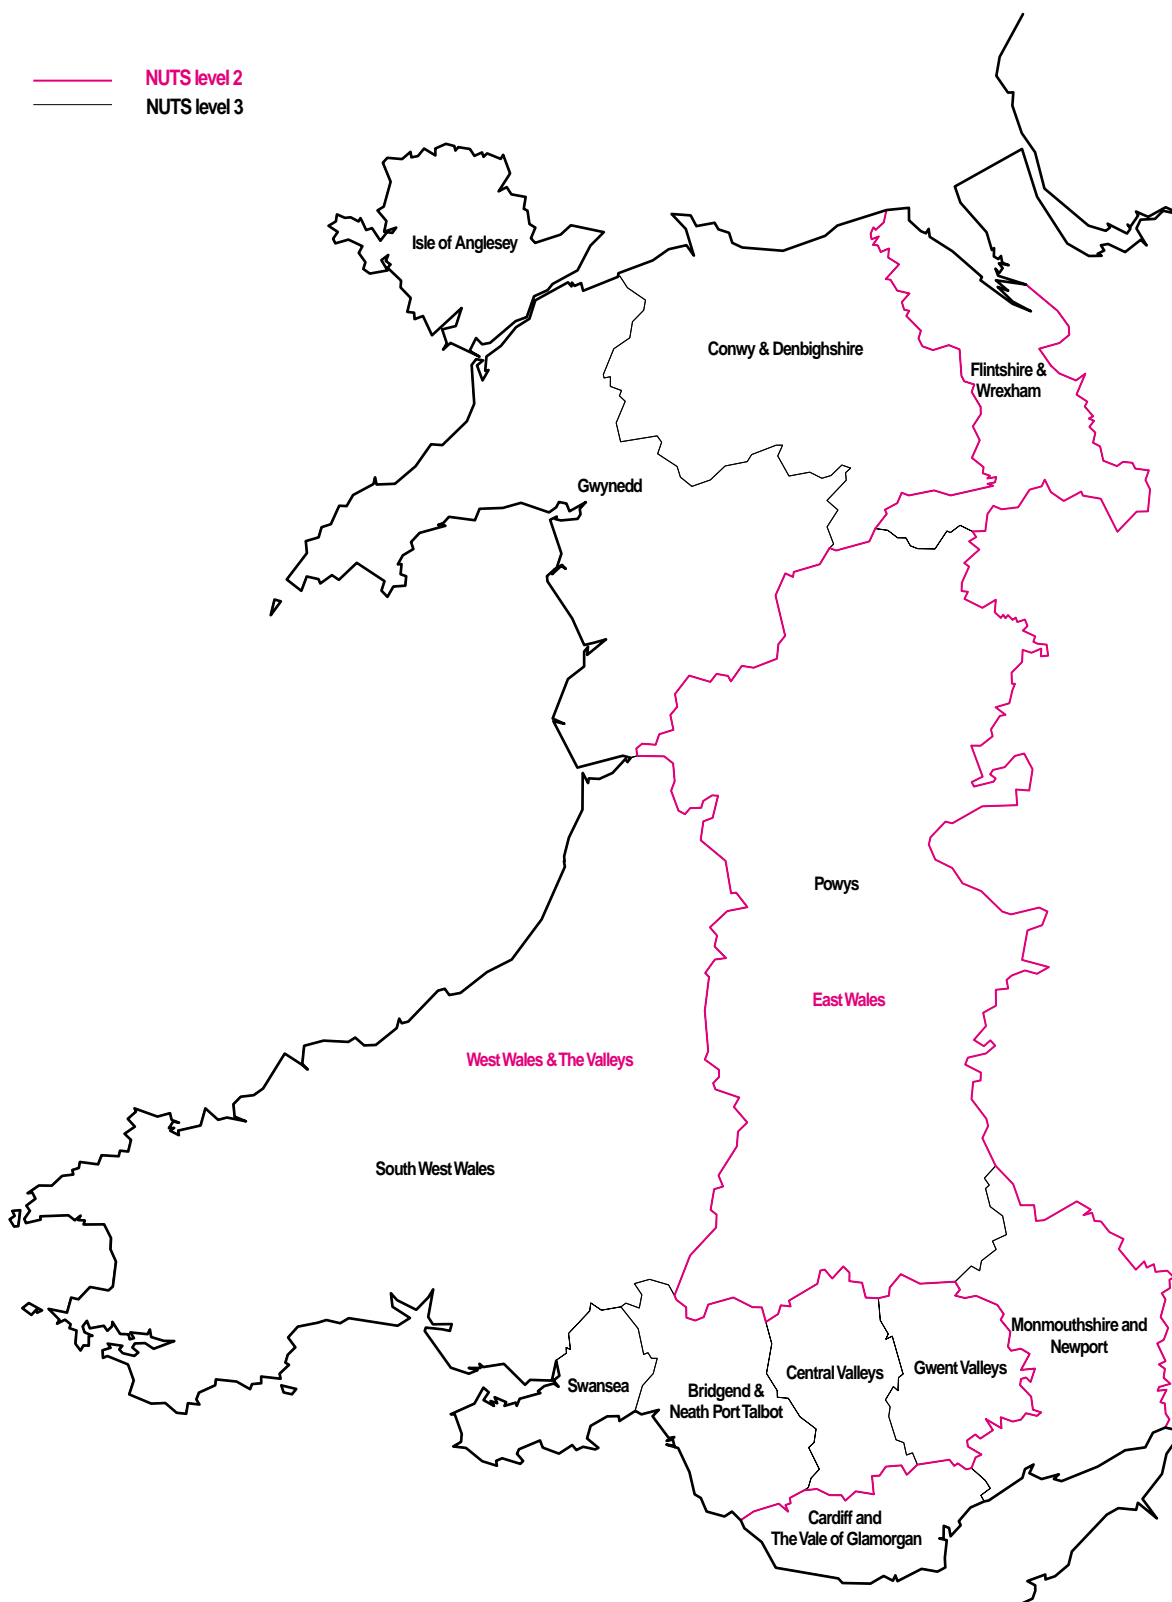 NUTS level 2
NUTS level 3
Isle of Anglesey
Conwy & Denbighshire
Flintshire &
Wrexham
Gwynedd
Powys
East Wales
West Wales & The Valleys
South West Wales
Monmouthshire and
Newport
Gwent Valleys
Central Valleys
Swansea
Bridgend &
Neath Port Talbot
Cardiff and
The Vale of Glamorgan